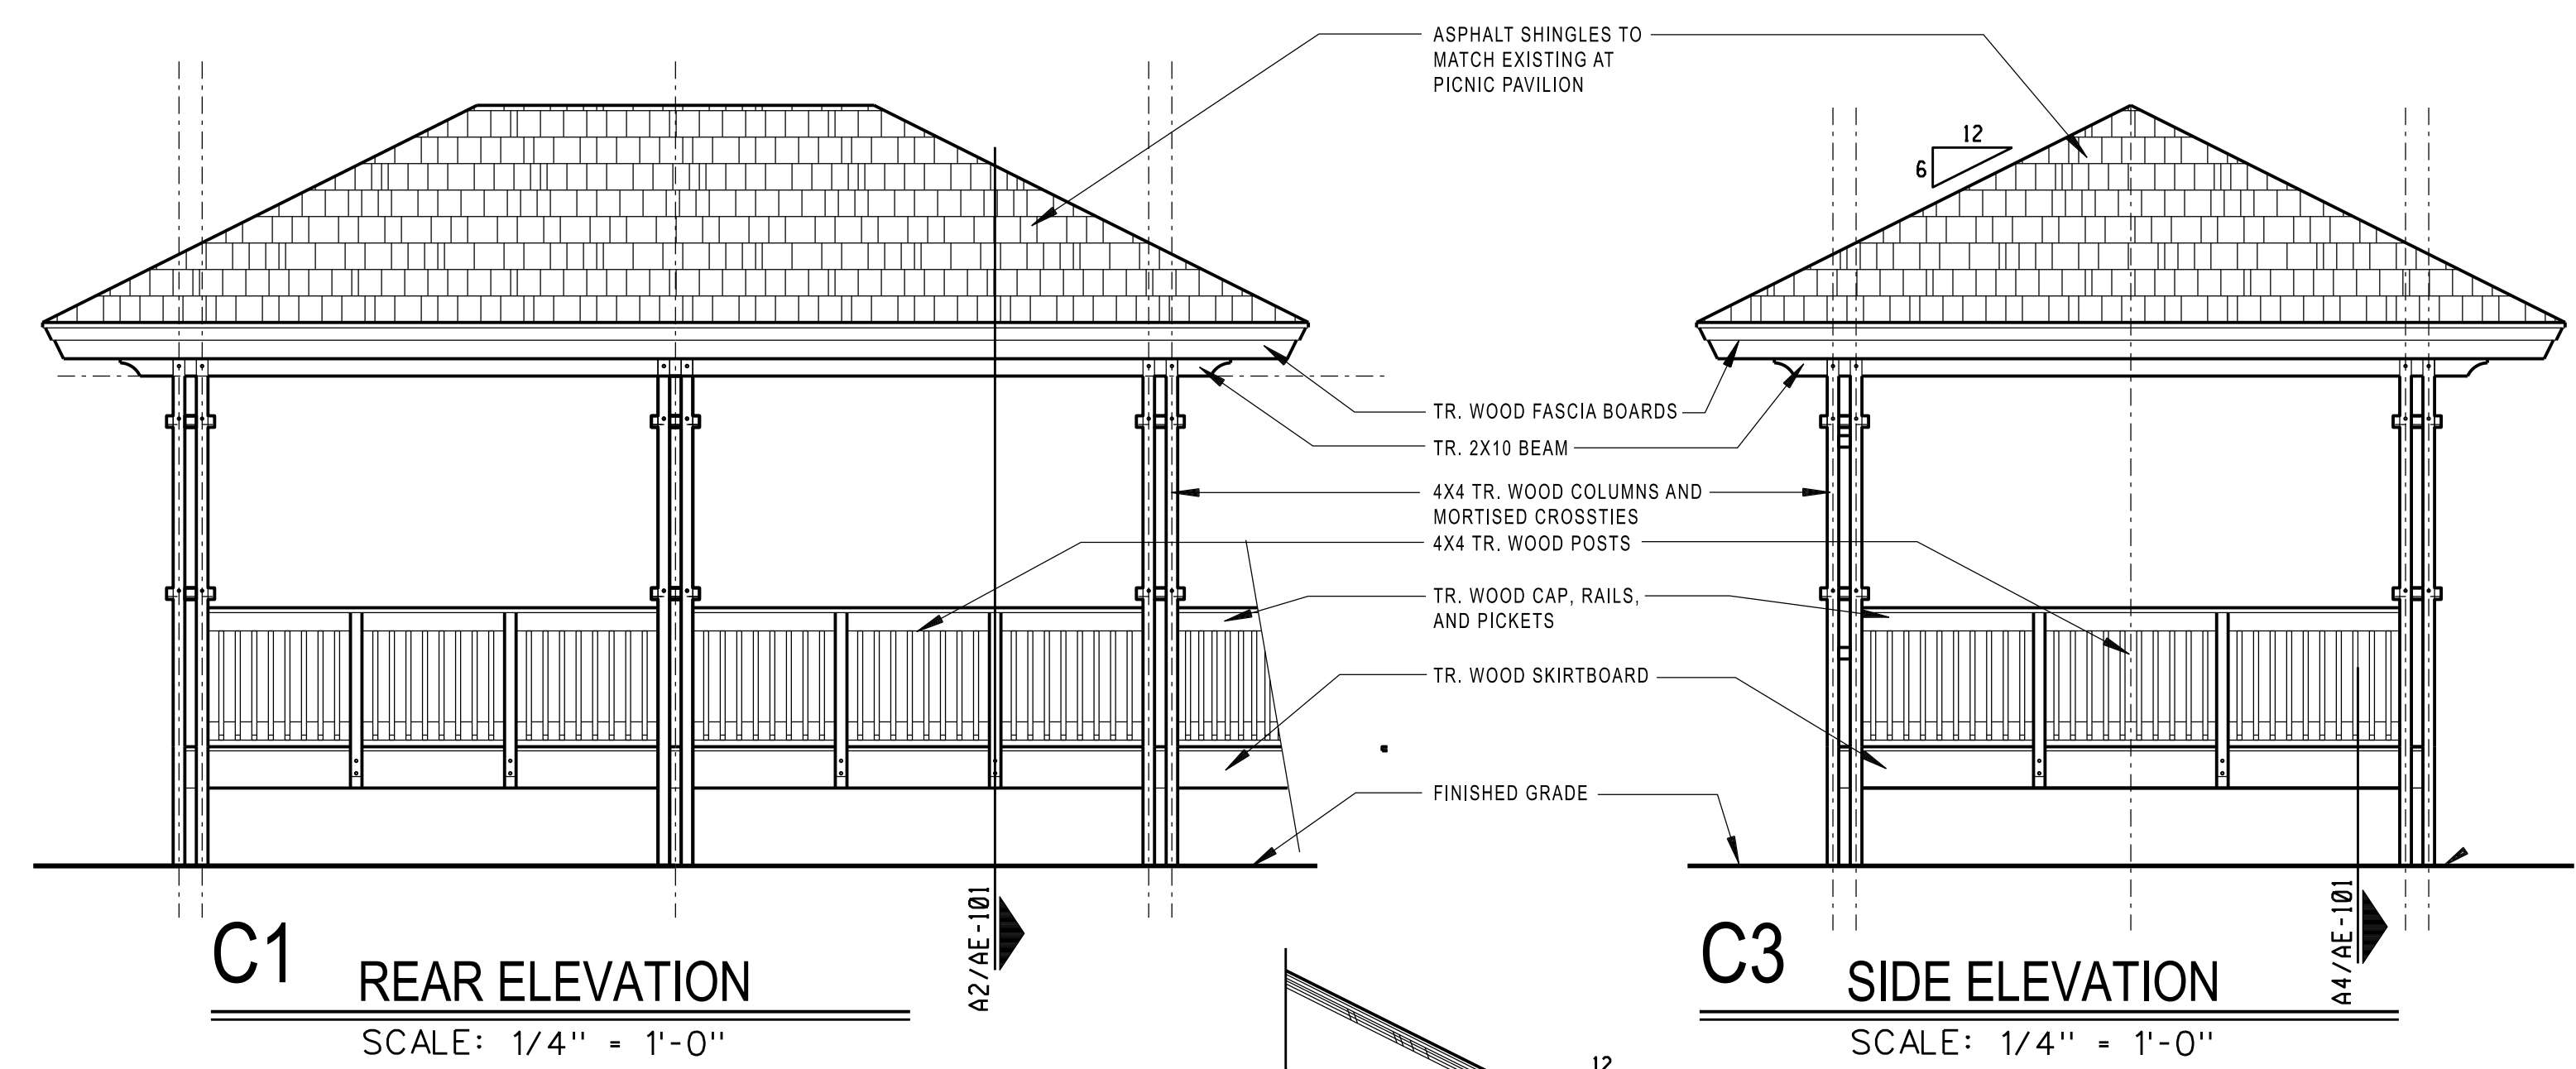 ASPHALT SHINGLES TO
MATCH EXISTING AT
PICNIC PAVILION
12
6
TR. WOOD FASCIA BOARDS
TR. 2X10 BEAM
4X4 TR. WOOD COLUMNS AND
MORTISED CROSSTIES
4X4 TR. WOOD POSTS
TR. WOOD CAP, RAILS,
AND PICKETS
TR. WOOD SKIRTBOARD
FINISHED GRADE
A2/AE-101
A4/AE-101
C1
REAR ELEVATION
SCALE: 1/4" = 1'-0"
C3
SIDE ELEVATION
SCALE: 1/4" = 1'-0"
12